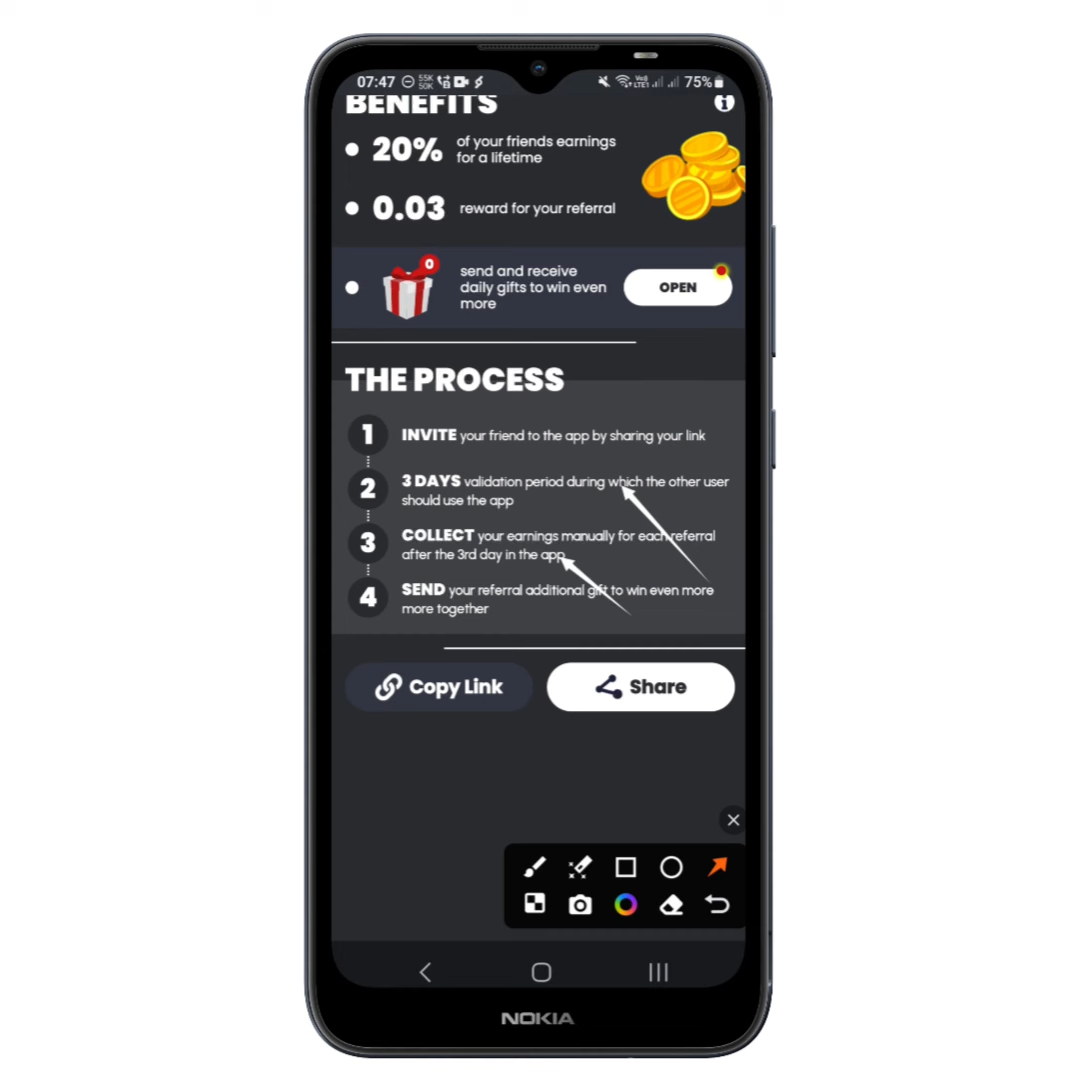 07:47 55K 50K Vo) LTE1 75%
BENEFITS
20% of your friends earnings
for a lifetime
0.03 reward for your referral
0
send and receive
daily gifts to win even
more
OPEN
THE PROCESS
1 INVITE your friend to the app by sharing your link
2 3 DAYS validation period during which the other user
should use the app
3 COLLECT your earnings manually for each referral
after the 3rd day in the app
4 SEND your referral additional gift to win even more
more together
Copy Link
Share
NOKIA